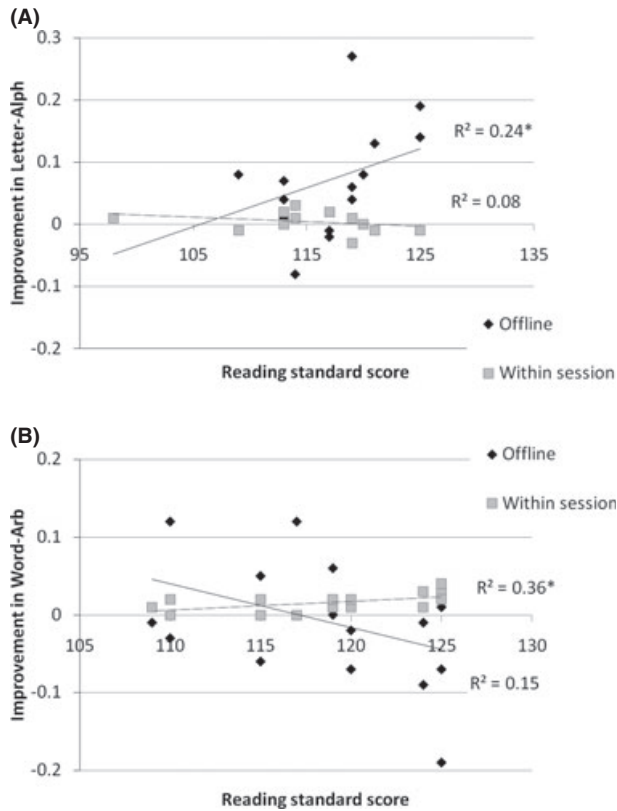 (A)
0.3
0.2
0.1
0
-0.1
-0.2
95
105
115
125
135
Improvement in Letter-Alph
R² = 0.24*
R² = 0.08
Reading standard score
Offline
Within session
(B)
0.2
0.1
0
-0.1
-0.2
105
110
115
120
125
130
Improvement in Word-Arb
Offline
Within session
R² = 0.36*
R² = 0.15
Reading standard score